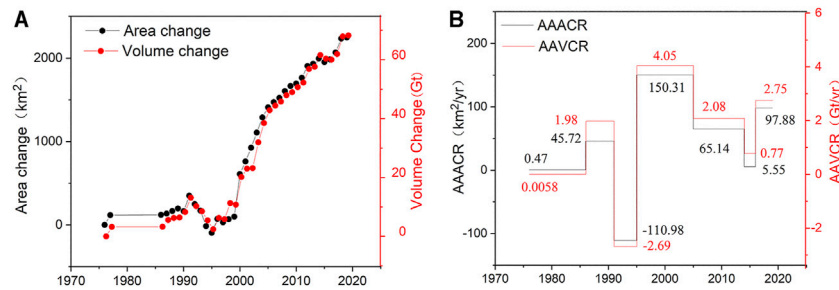 A
Area change
Volume change
Area change (km²)
2000
1000
0
Volume Change(Gt)
60
40
20
0
1970 1980 1990 2000 2010 2020
B
AAACR
AAVCR
AAACR (km²/yr)
200
100
0
-100
AAVCR (Gt/yr)
6
4
2
0
-2
4.05
150.31
1.98
45.72
0.47
0.0058
-110.98
-2.69
2.08
65.14
2.75
97.88
0.77
5.55
1970 1980 1990 2000 2010 2020